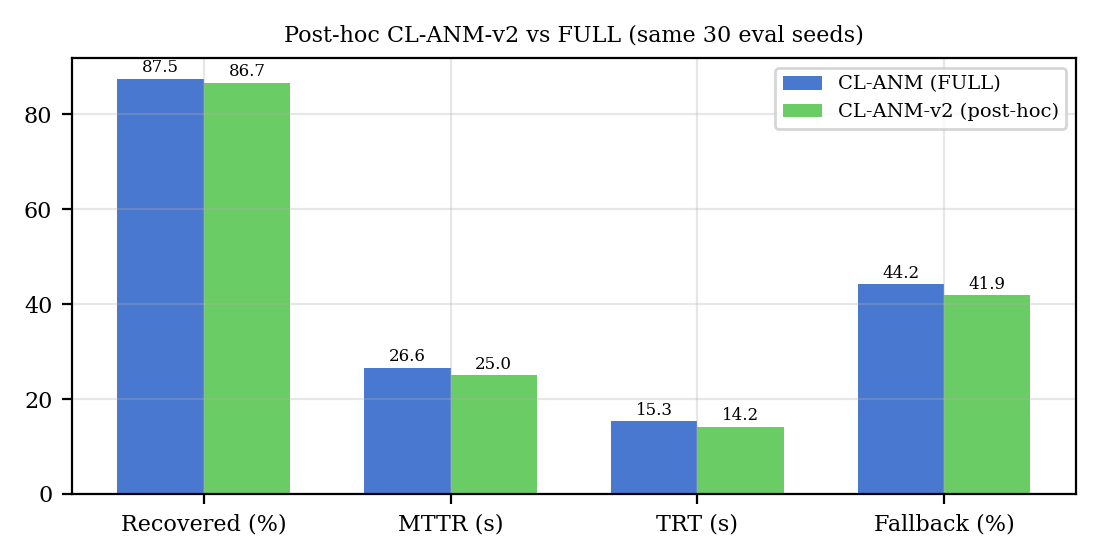 Post-hoc CL-ANM-v2 vs FULL (same 30 eval seeds)
CL-ANM (FULL)
CL-ANM-v2 (post-hoc)
87.5
86.7
26.6
25.0
15.3
14.2
44.2
41.9
80
60
40
20
0
Recovered (%)
MTTR (s)
TRT (s)
Fallback (%)